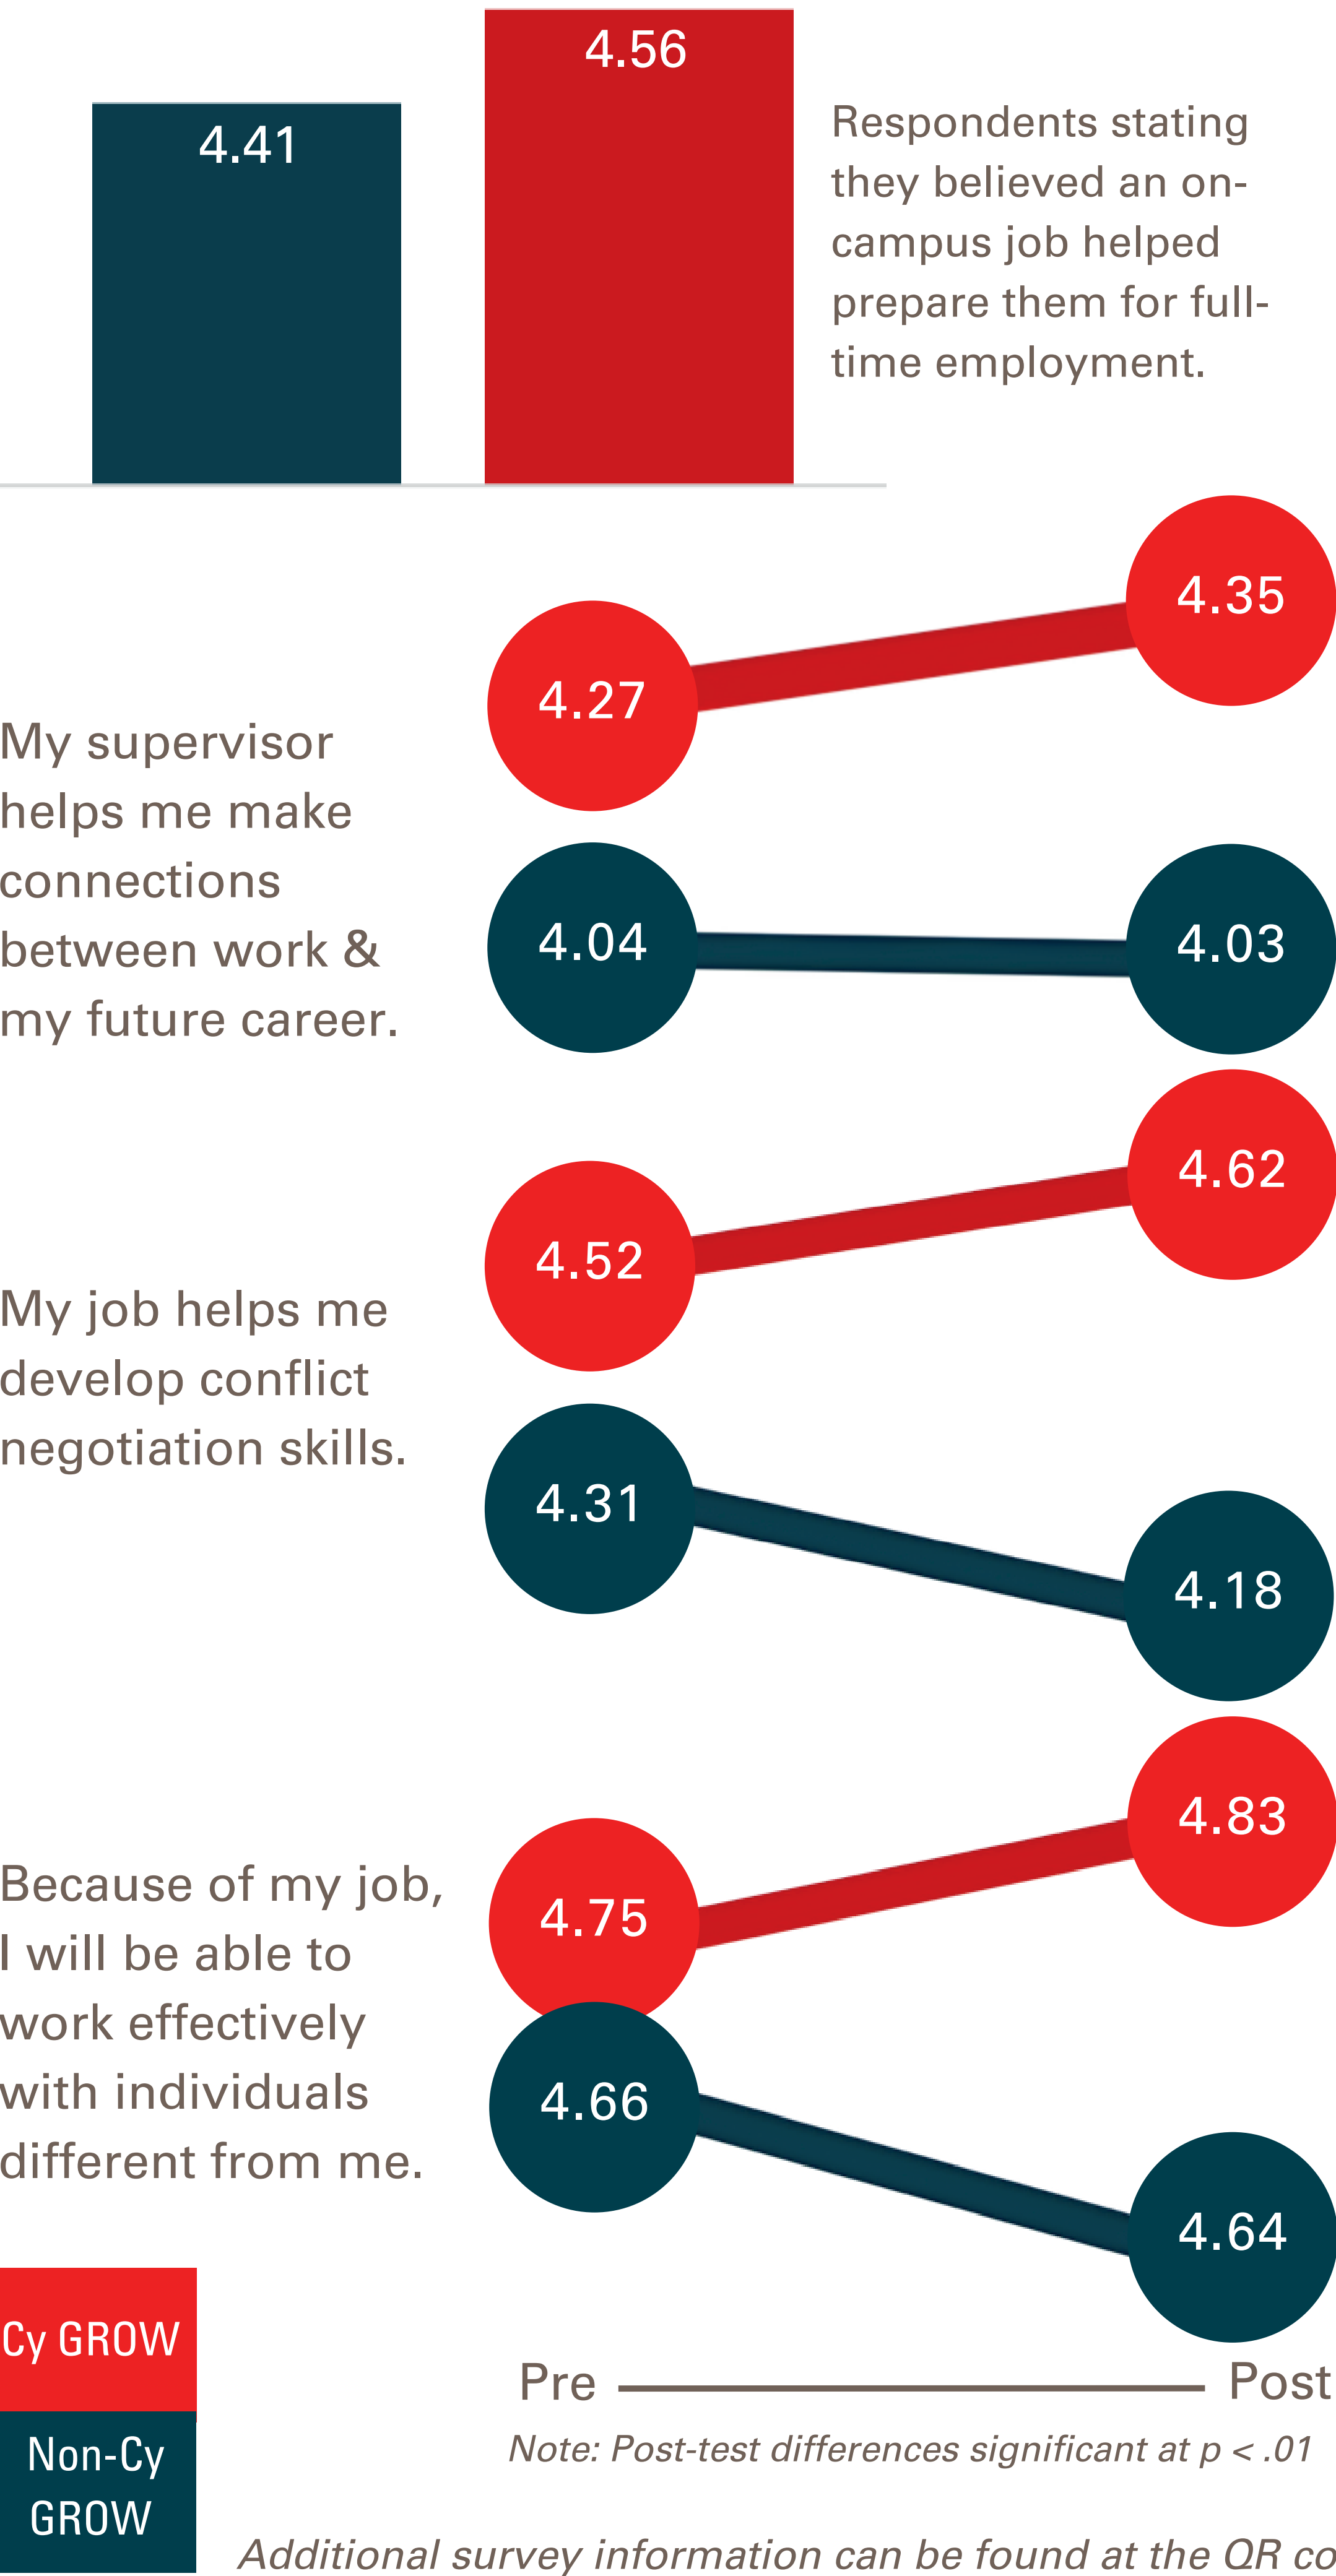 4.41
4.56
Respondents stating
they believed an on-
campus job helped
prepare them for full-
time employment.
My supervisor
helps me make
connections
between work &
my future career.
4.27
4.35
4.04
4.03
My job helps me
develop conflict
negotiation skills.
4.52
4.62
4.31
4.18
Because of my job,
I will be able to
work effectively
with individuals
different from me.
4.75
4.83
4.66
4.64
Cy GROW
Non-Cy
GROW
Pre
Post
Note: Post-test differences significant at p < .01
Additional survey information can be found at the QR co